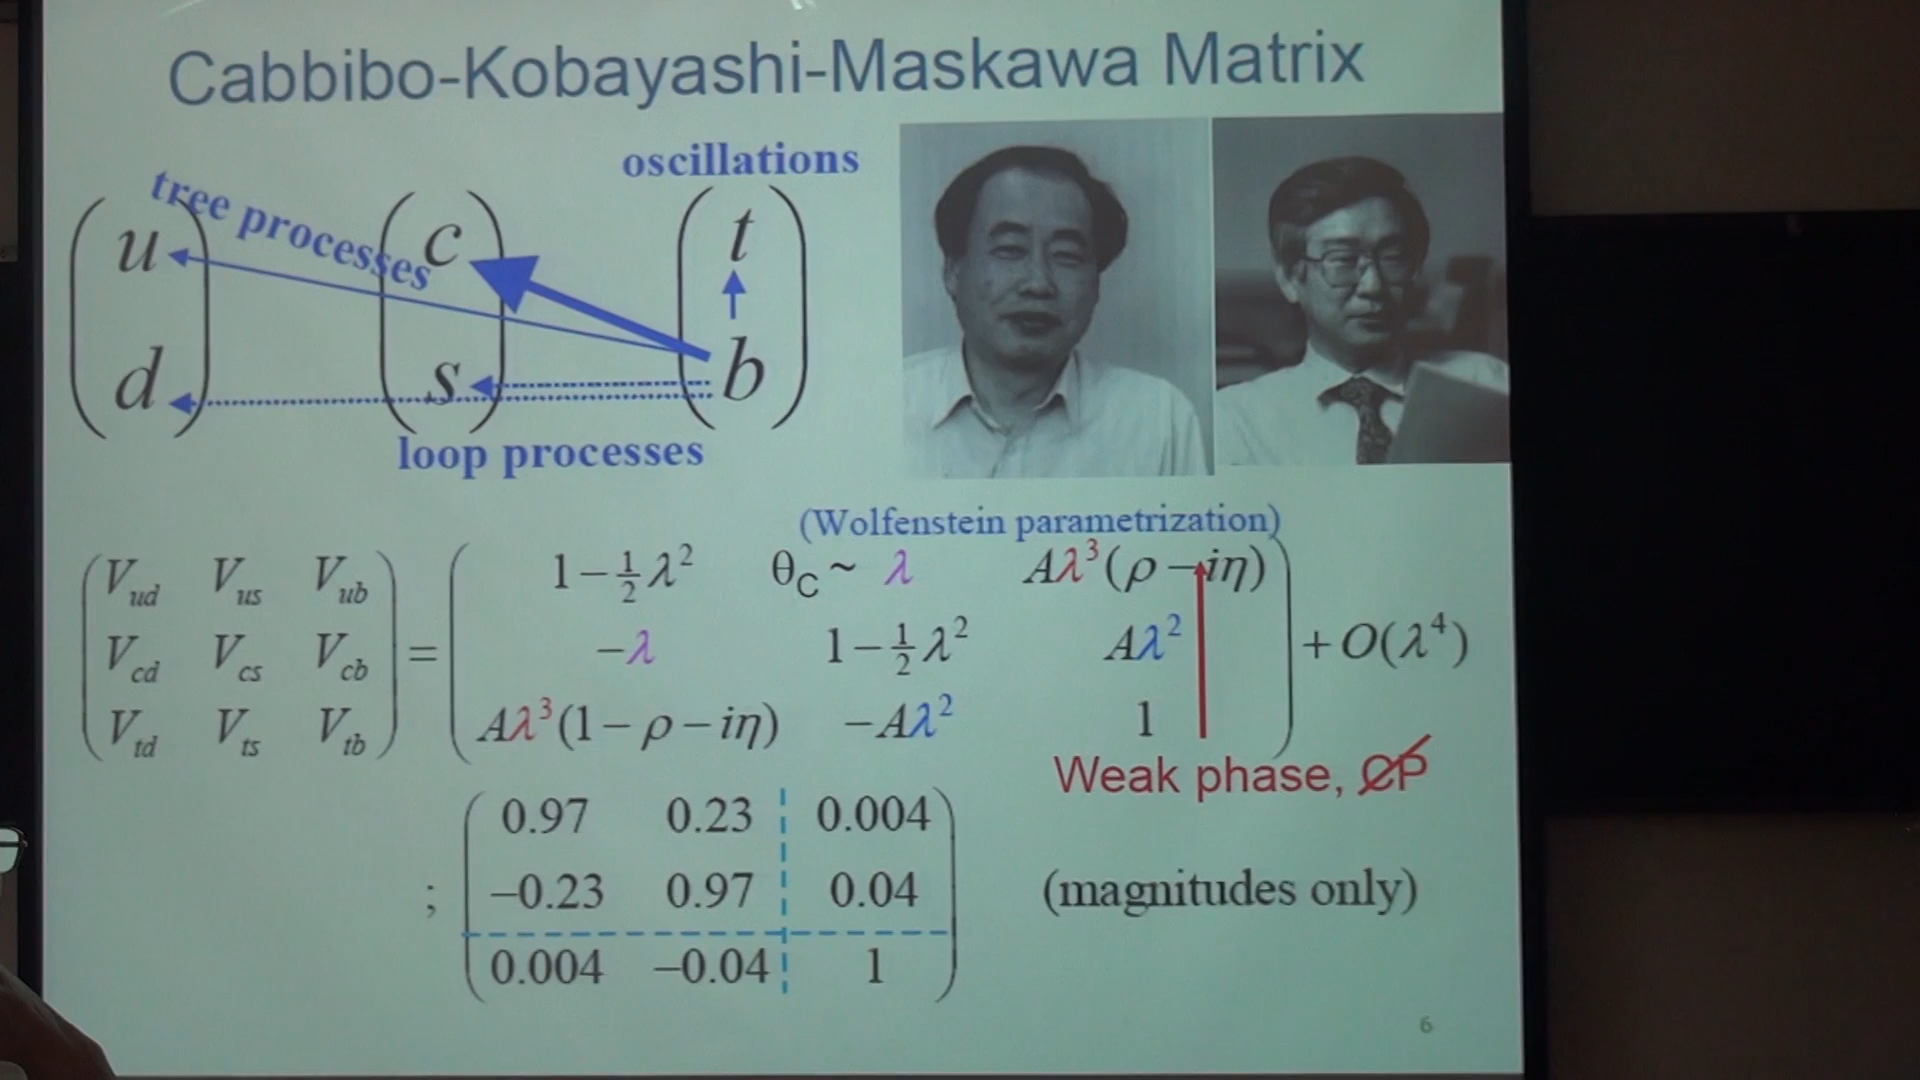 Cabbibo-Kobayashi-Maskawa Matrix
oscillations
tree processes
u c t
d s b
loop processes
(Wolfenstein parametrization)
V_ud V_us V_ub 1−½λ² θ_C ~ λ Aλ³(ρ−iη)
V_cd V_cs V_cb = −λ 1−½λ² Aλ² + O(λ⁴)
V_td V_ts V_tb Aλ³(1−ρ−iη) −Aλ² 1
Weak phase, CP
0.97 0.23 0.004
; −0.23 0.97 0.04 (magnitudes only)
0.004 −0.04 1
6